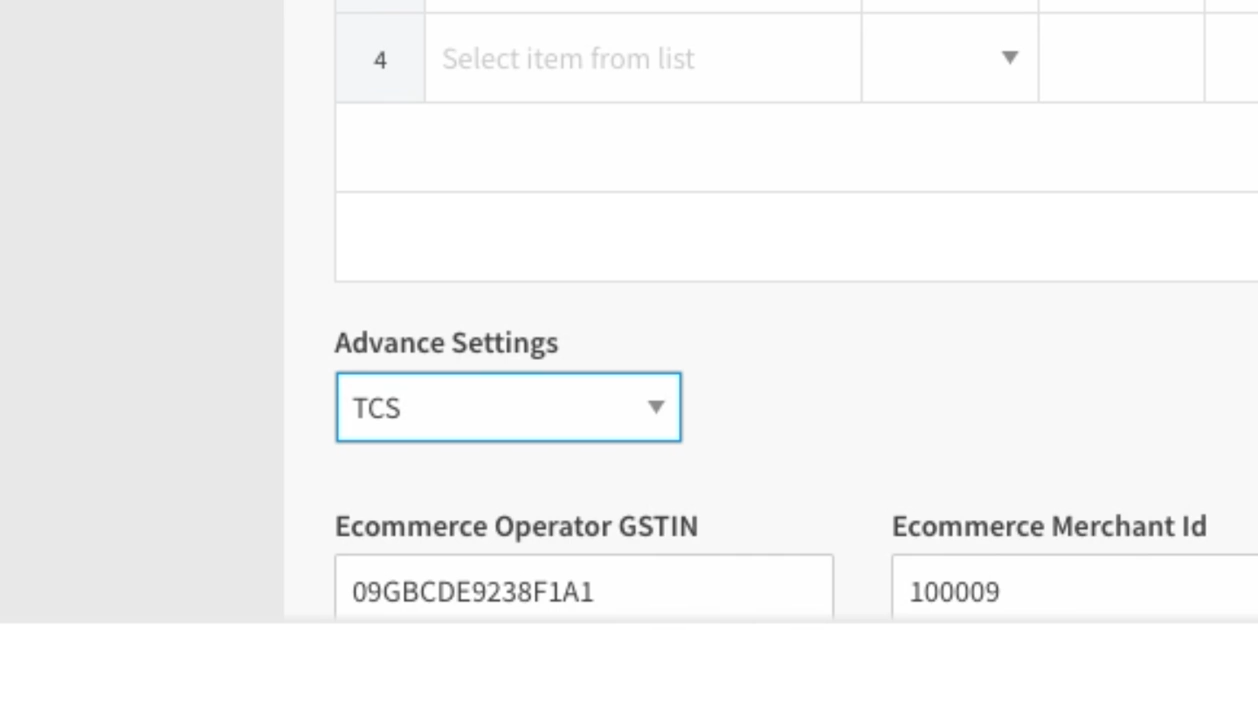 4 Select item from list
Advance Settings
TCS
Ecommerce Operator GSTIN Ecommerce Merchant Id
09GBCDE9238F1A1 100009